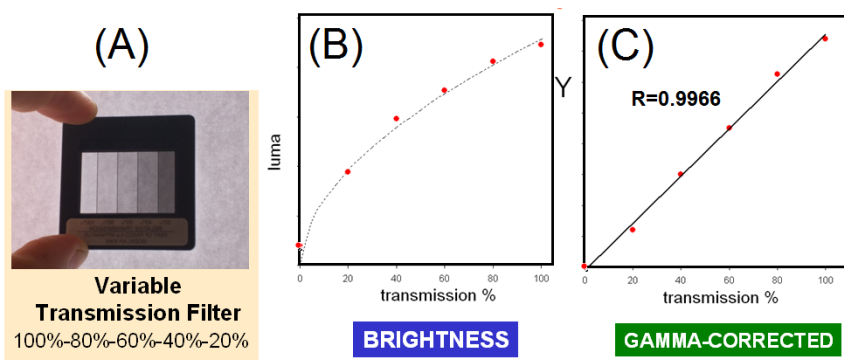 (A)
Variable
Transmission Filter
100%-80%-60%-40%-20%
(B)
luma
0 20 40 60 80 100
transmission %
BRIGHTNESS
(C)
Y
R=0.9966
0 20 40 60 80 100
transmission %
GAMMA-CORRECTED